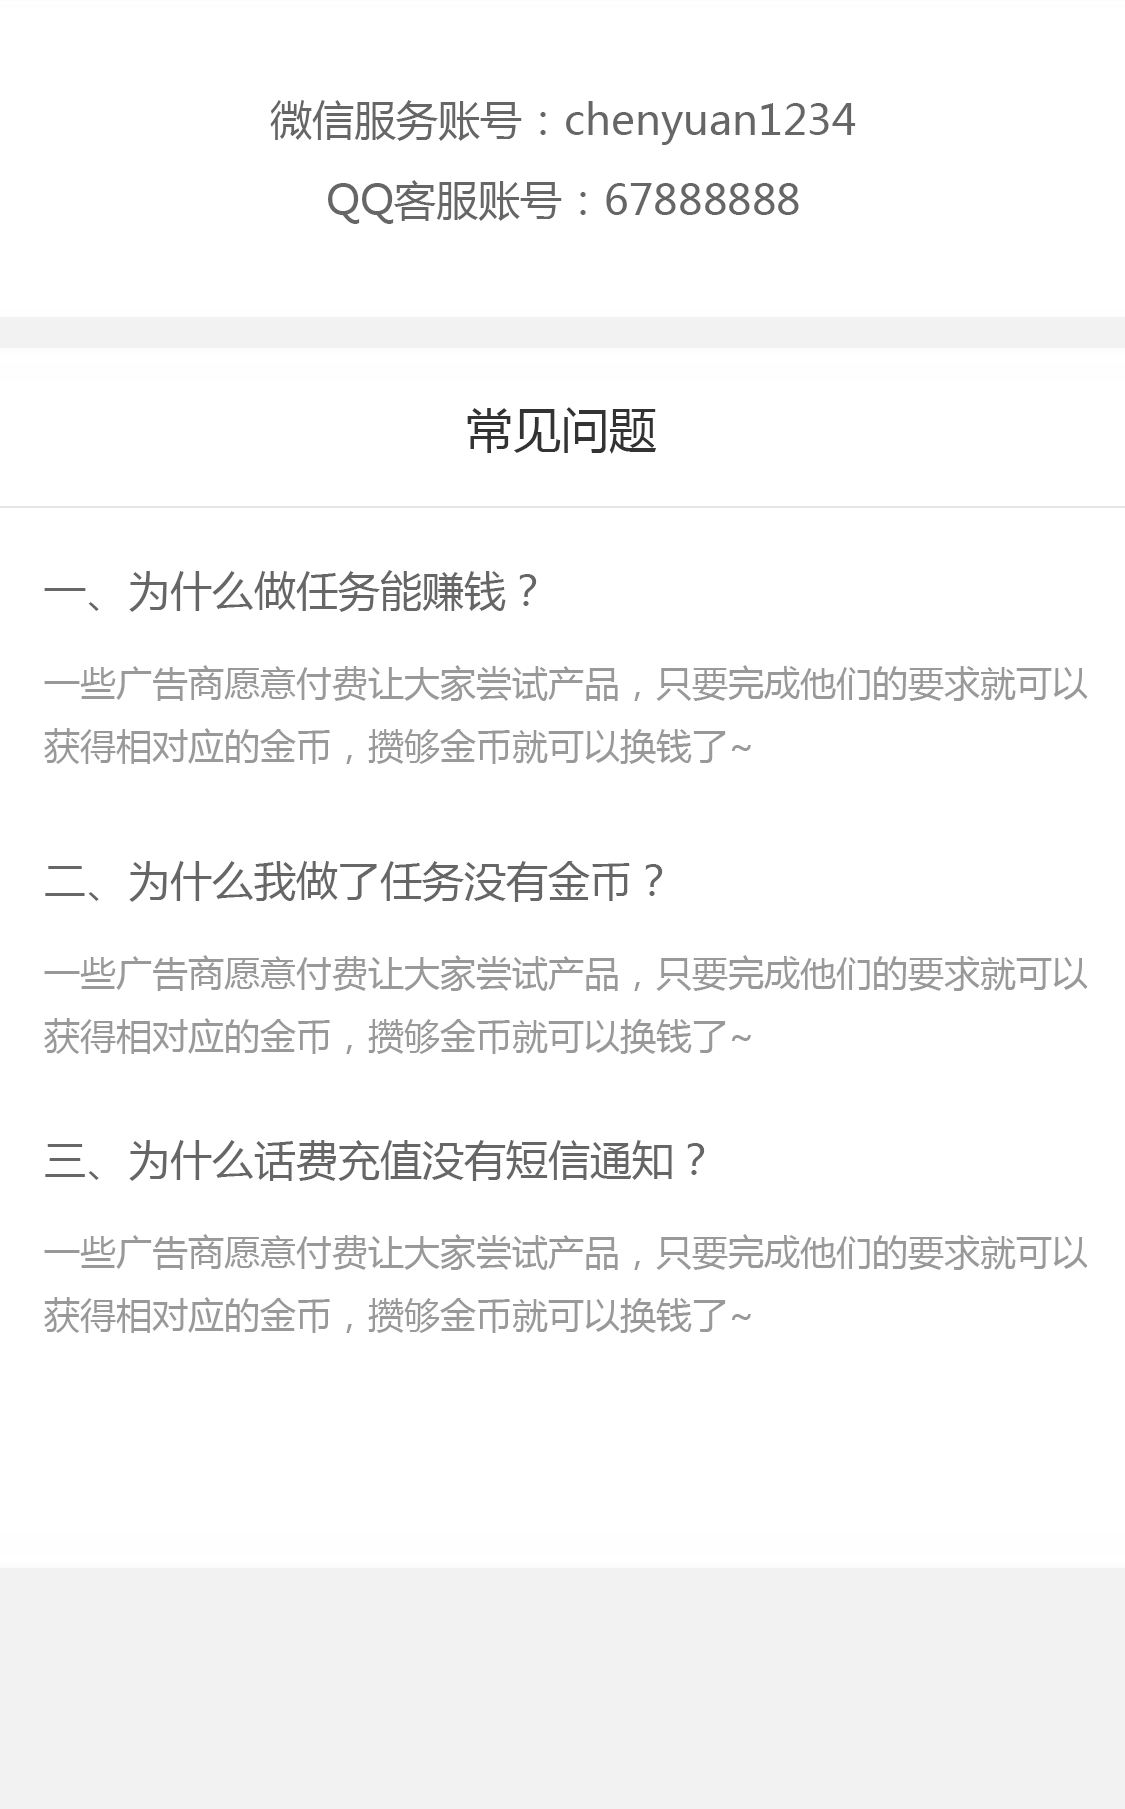 微信服务账号：chenyuan1234
QQ客服账号：67888888
常见问题
一、为什么做任务能赚钱？
一些广告商愿意付费让大家尝试产品，只要完成他们的要求就可以
获得相对应的金币，攒够金币就可以换钱了~
二、为什么我做了任务没有金币？
一些广告商愿意付费让大家尝试产品，只要完成他们的要求就可以
获得相对应的金币，攒够金币就可以换钱了~
三、为什么话费充值没有短信通知？
一些广告商愿意付费让大家尝试产品，只要完成他们的要求就可以
获得相对应的金币，攒够金币就可以换钱了~